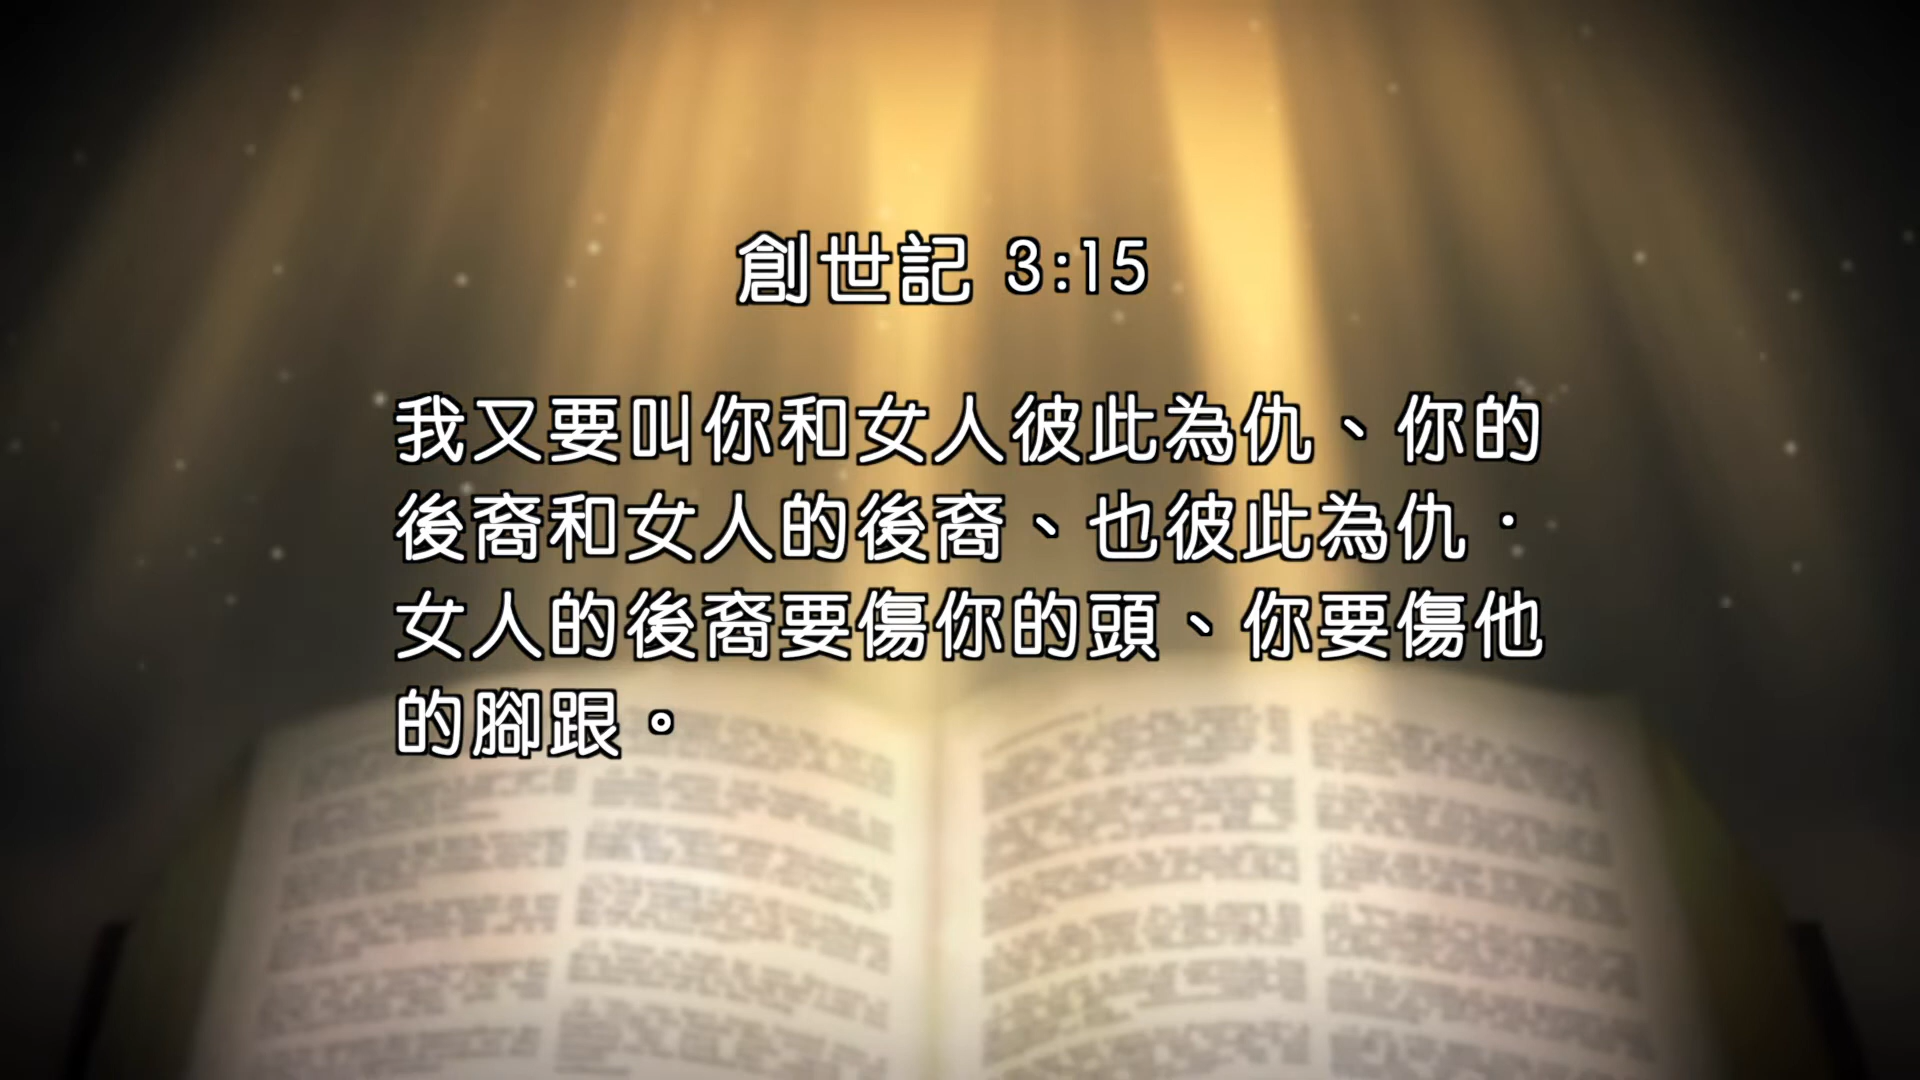 創世記 3:15
我又要叫你和女人彼此為仇、你的
後裔和女人的後裔、也彼此為仇．
女人的後裔要傷你的頭、你要傷他
的腳跟。